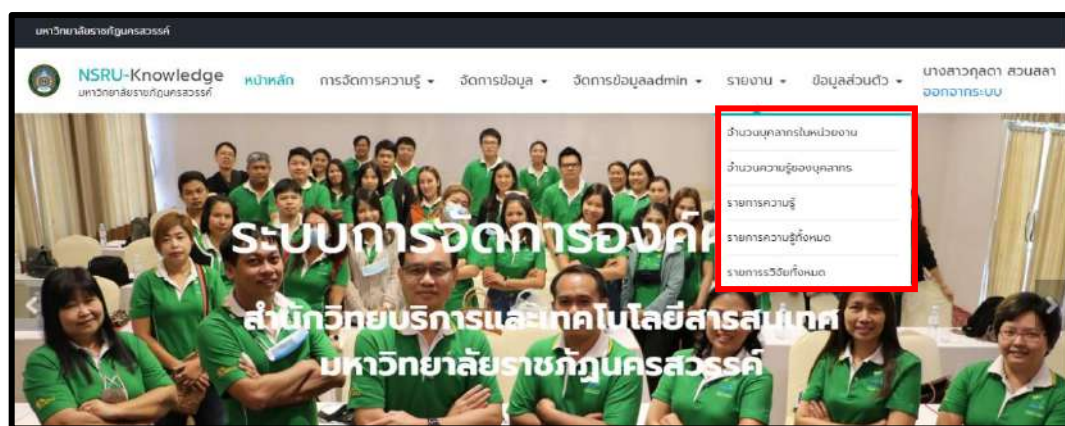 มหาวิทยาลัยราชภัฏนครสวรรค์
NSRU-Knowledge
มหาวิทยาลัยราชภัฏนครสวรรค์
หน้าหลัก
การจัดการความรู้
จัดการข้อมูล
จัดการข้อมูลadmin
รายงาน
ข้อมูลส่วนตัว
นางสาวกุลดา สวนสลา
ออกจากระบบ
จำนวนบุคลากรในหน่วยงาน
จำนวนความรู้ของบุคลากร
รายการความรู้
รายการความรู้ทั้งหมด
รายการรวิจัยทั้งหมด
ระบบการจัดการองค์
สำนักวิทยบริการและเทคโนโลยีสารสนเทศ
มหาวิทยาลัยราชภัฏนครสวรรค์